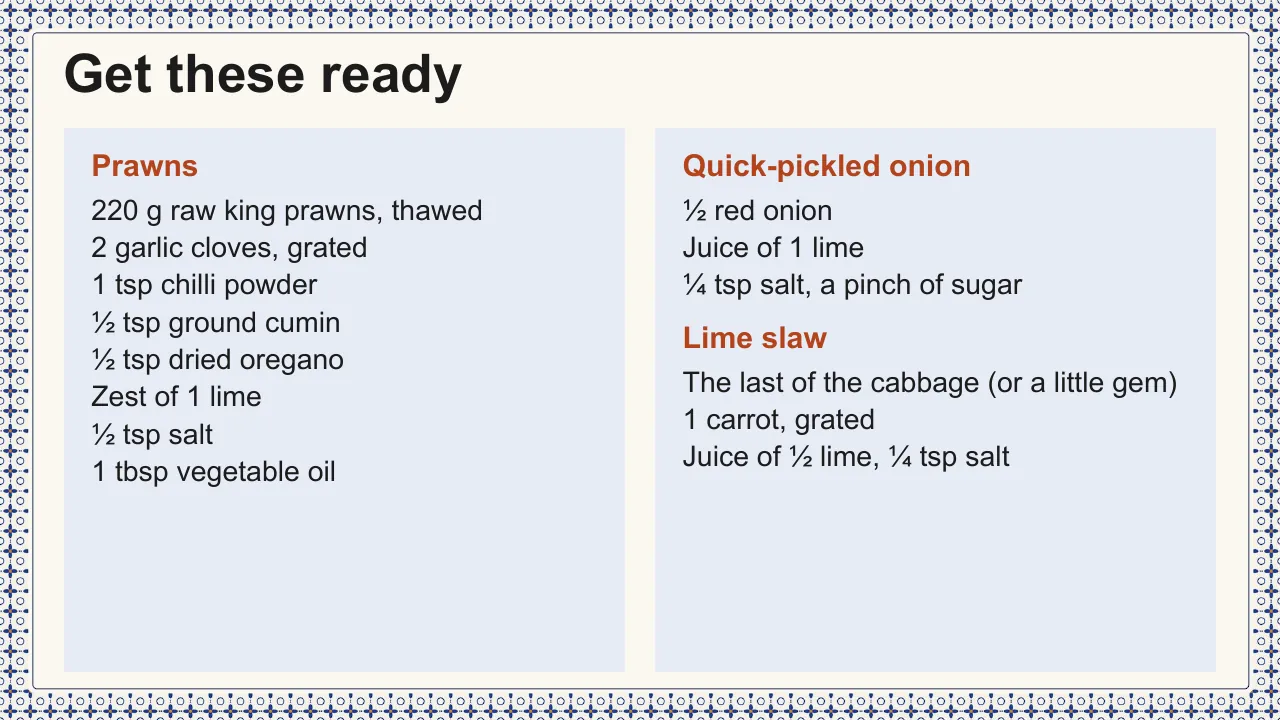 Get these ready
Prawns
220 g raw king prawns, thawed
2 garlic cloves, grated
1 tsp chilli powder
½ tsp ground cumin
½ tsp dried oregano
Zest of 1 lime
½ tsp salt
1 tbsp vegetable oil
Quick-pickled onion
½ red onion
Juice of 1 lime
¼ tsp salt, a pinch of sugar
Lime slaw
The last of the cabbage (or a little gem)
1 carrot, grated
Juice of ½ lime, ¼ tsp salt